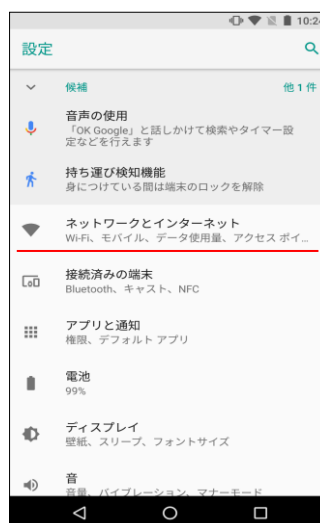 10:24
設定
候補
他 1 件
音声の使用
「OK Google」と話しかけて検索やタイマー設
定などを行えます
持ち運び検知機能
身につけている間は端末のロックを解除
ネットワークとインターネット
Wi-Fi、モバイル、データ使用量、アクセス ポイ...
接続済みの端末
Bluetooth、キャスト、NFC
アプリと通知
権限、デフォルト アプリ
電池
99%
ディスプレイ
壁紙、スリープ、フォントサイズ
音
音量、バイブレーション、マナーモード